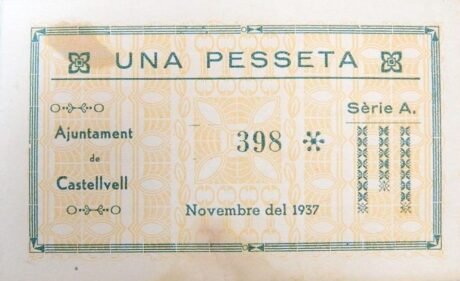 UNA PESSETA
Ajuntament
de
Castellvell
398
Sèrie A.
Novembre del 1937